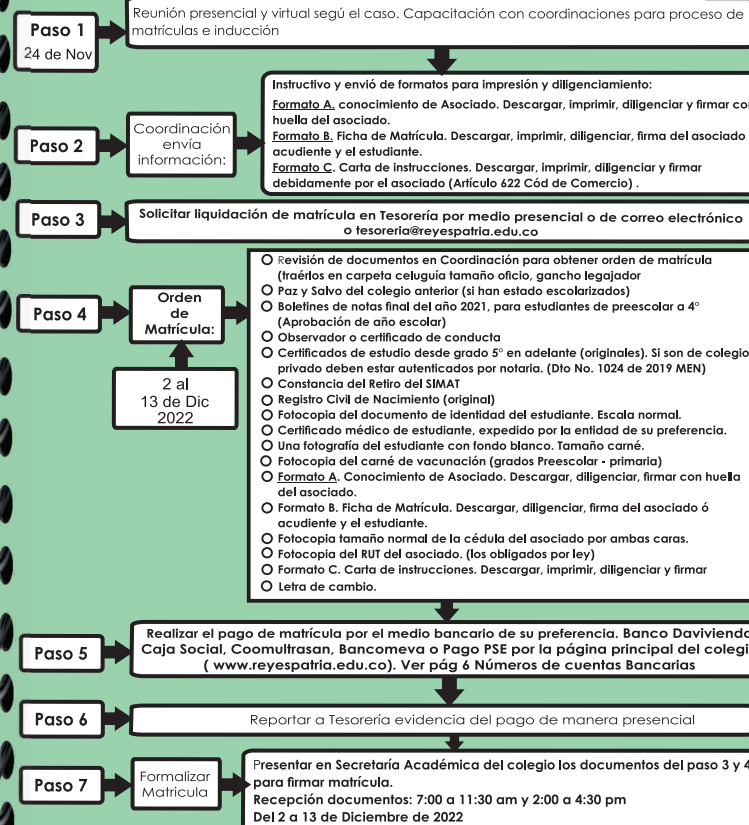 Paso 1
24 de Nov
Reunión presencial y virtual segú el caso. Capacitación con coordinaciones para proceso de
matrículas e inducción
Paso 2
Coordinación
envía
información:
Instructivo y envió de formatos para impresión y diligenciamiento:
Formato A. conocimiento de Asociado. Descargar, imprimir, diligenciar y firmar con
huella del asociado.
Formato B. Ficha de Matrícula. Descargar, imprimir, diligenciar, firma del asociado
acudiente y el estudiante.
Formato C. Carta de instrucciones. Descargar, imprimir, diligenciar y firmar
debidamente por el asociado (Artículo 622 Cód de Comercio) .
Paso 3
Solicitar liquidación de matrícula en Tesorería por medio presencial o de correo electrónico
o tesoreria@reyespatria.edu.co
Paso 4
Orden
de
Matrícula:
2 al
13 de Dic
2022
Revisión de documentos en Coordinación para obtener orden de matrícula
(traérlos en carpeta celuguía tamaño oficio, gancho legajador
Paz y Salvo del colegio anterior (si han estado escolarizados)
Boletines de notas final del año 2021, para estudiantes de preescolar a 4°
(Aprobación de año escolar)
Observador o certificado de conducta
Certificados de estudio desde grado 5° en adelante (originales). Si son de colegio
privado deben estar autenticados por notaria. (Dto No. 1024 de 2019 MEN)
Constancia del Retiro del SIMAT
Registro Civil de Nacimiento (original)
Fotocopia del documento de identidad del estudiante. Escala normal.
Certificado médico de estudiante, expedido por la entidad de su preferencia.
Una fotografía del estudiante con fondo blanco. Tamaño carné.
Fotocopia del carné de vacunación (grados Preescolar - primaria)
Formato A. Conocimiento de Asociado. Descargar, diligenciar, firmar con huella
del asociado.
Formato B. Ficha de Matrícula. Descargar, diligenciar, firma del asociado ó
acudiente y el estudiante.
Fotocopia tamaño normal de la cédula del asociado por ambas caras.
Fotocopia del RUT del asociado. (los obligados por ley)
Formato C. Carta de instrucciones. Descargar, imprimir, diligenciar y firmar
Letra de cambio.
Paso 5
Realizar el pago de matrícula por el medio bancario de su preferencia. Banco Davivienda
Caja Social, Coomultrasan, Bancomeva o Pago PSE por la página principal del colegi
( www.reyespatria.edu.co). Ver pág 6 Números de cuentas Bancarias
Paso 6
Reportar a Tesorería evidencia del pago de manera presencial
Paso 7
Formalizar
Matricula
Presentar en Secretaría Académica del colegio los documentos del paso 3 y 4
para firmar matrícula.
Recepción documentos: 7:00 a 11:30 am y 2:00 a 4:30 pm
Del 2 a 13 de Diciembre de 2022